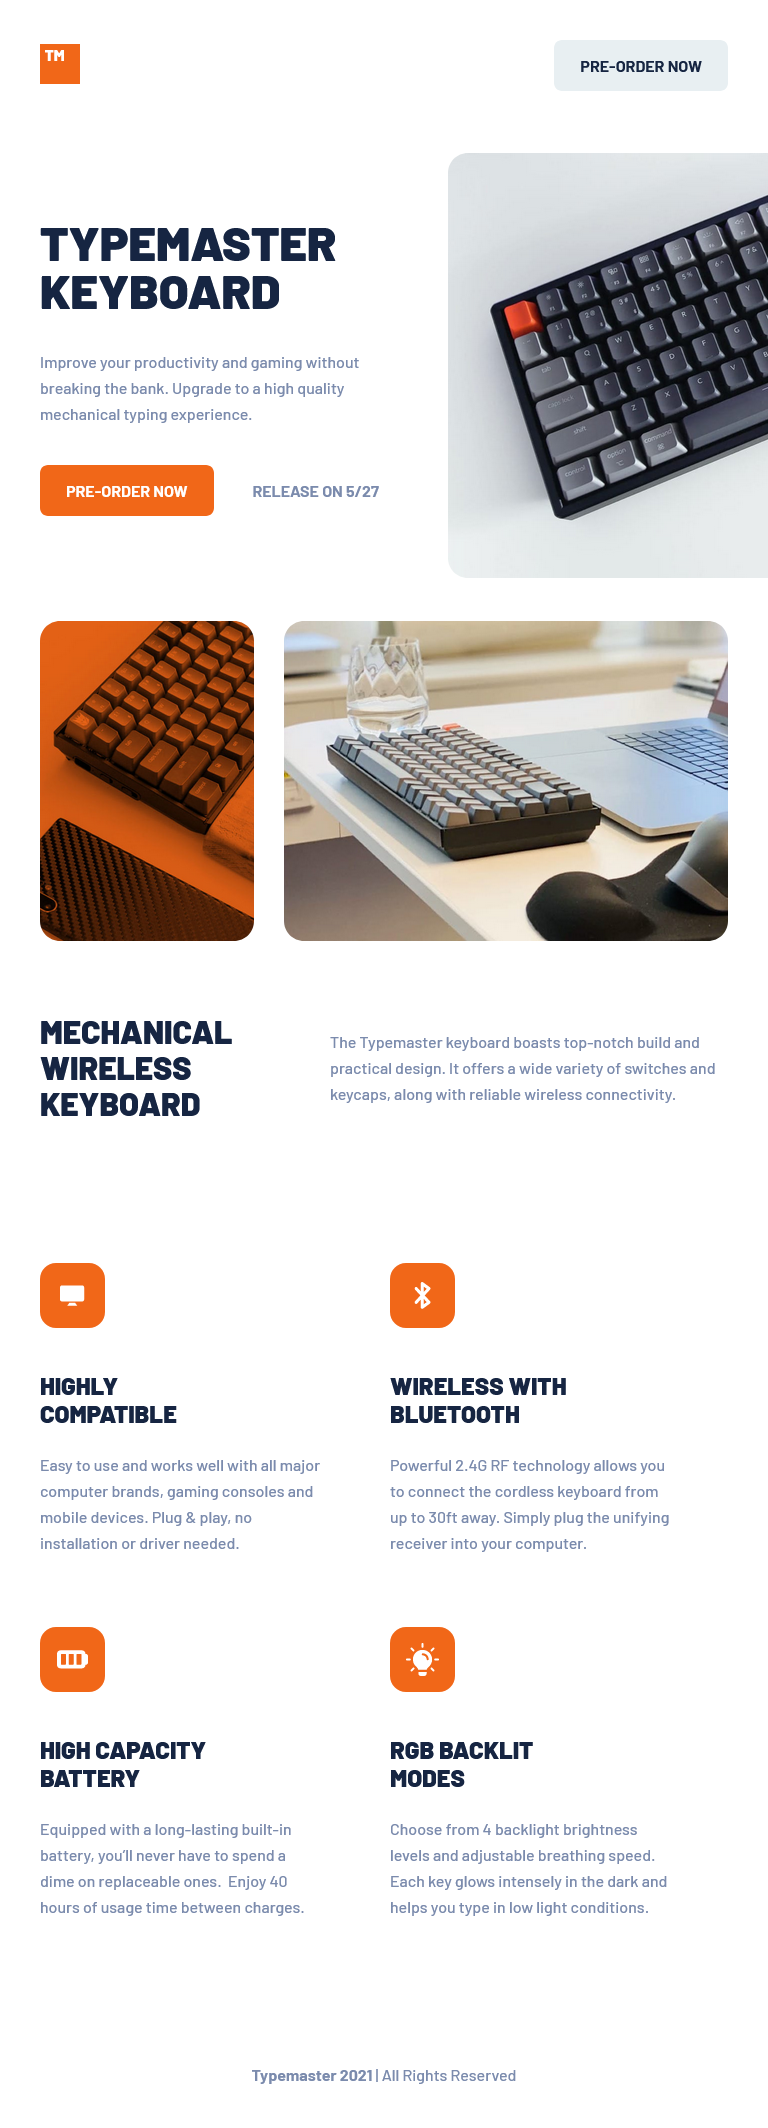 TM
PRE-ORDER NOW
TYPEMASTER
KEYBOARD
Improve your productivity and gaming without
breaking the bank. Upgrade to a high quality
mechanical typing experience.
PRE-ORDER NOW
RELEASE ON 5/27
MECHANICAL
WIRELESS
KEYBOARD
The Typemaster keyboard boasts top-notch build and
practical design. It offers a wide variety of switches and
keycaps, along with reliable wireless connectivity.
HIGHLY
COMPATIBLE
Easy to use and works well with all major
computer brands, gaming consoles and
mobile devices. Plug & play, no
installation or driver needed.
WIRELESS WITH
BLUETOOTH
Powerful 2.4G RF technology allows you
to connect the cordless keyboard from
up to 30ft away. Simply plug the unifying
receiver into your computer.
HIGH CAPACITY
BATTERY
Equipped with a long-lasting built-in
battery, you'll never have to spend a
dime on replaceable ones.  Enjoy 40
hours of usage time between charges.
RGB BACKLIT
MODES
Choose from 4 backlight brightness
levels and adjustable breathing speed.
Each key glows intensely in the dark and
helps you type in low light conditions.
Typemaster 2021 | All Rights Reserved